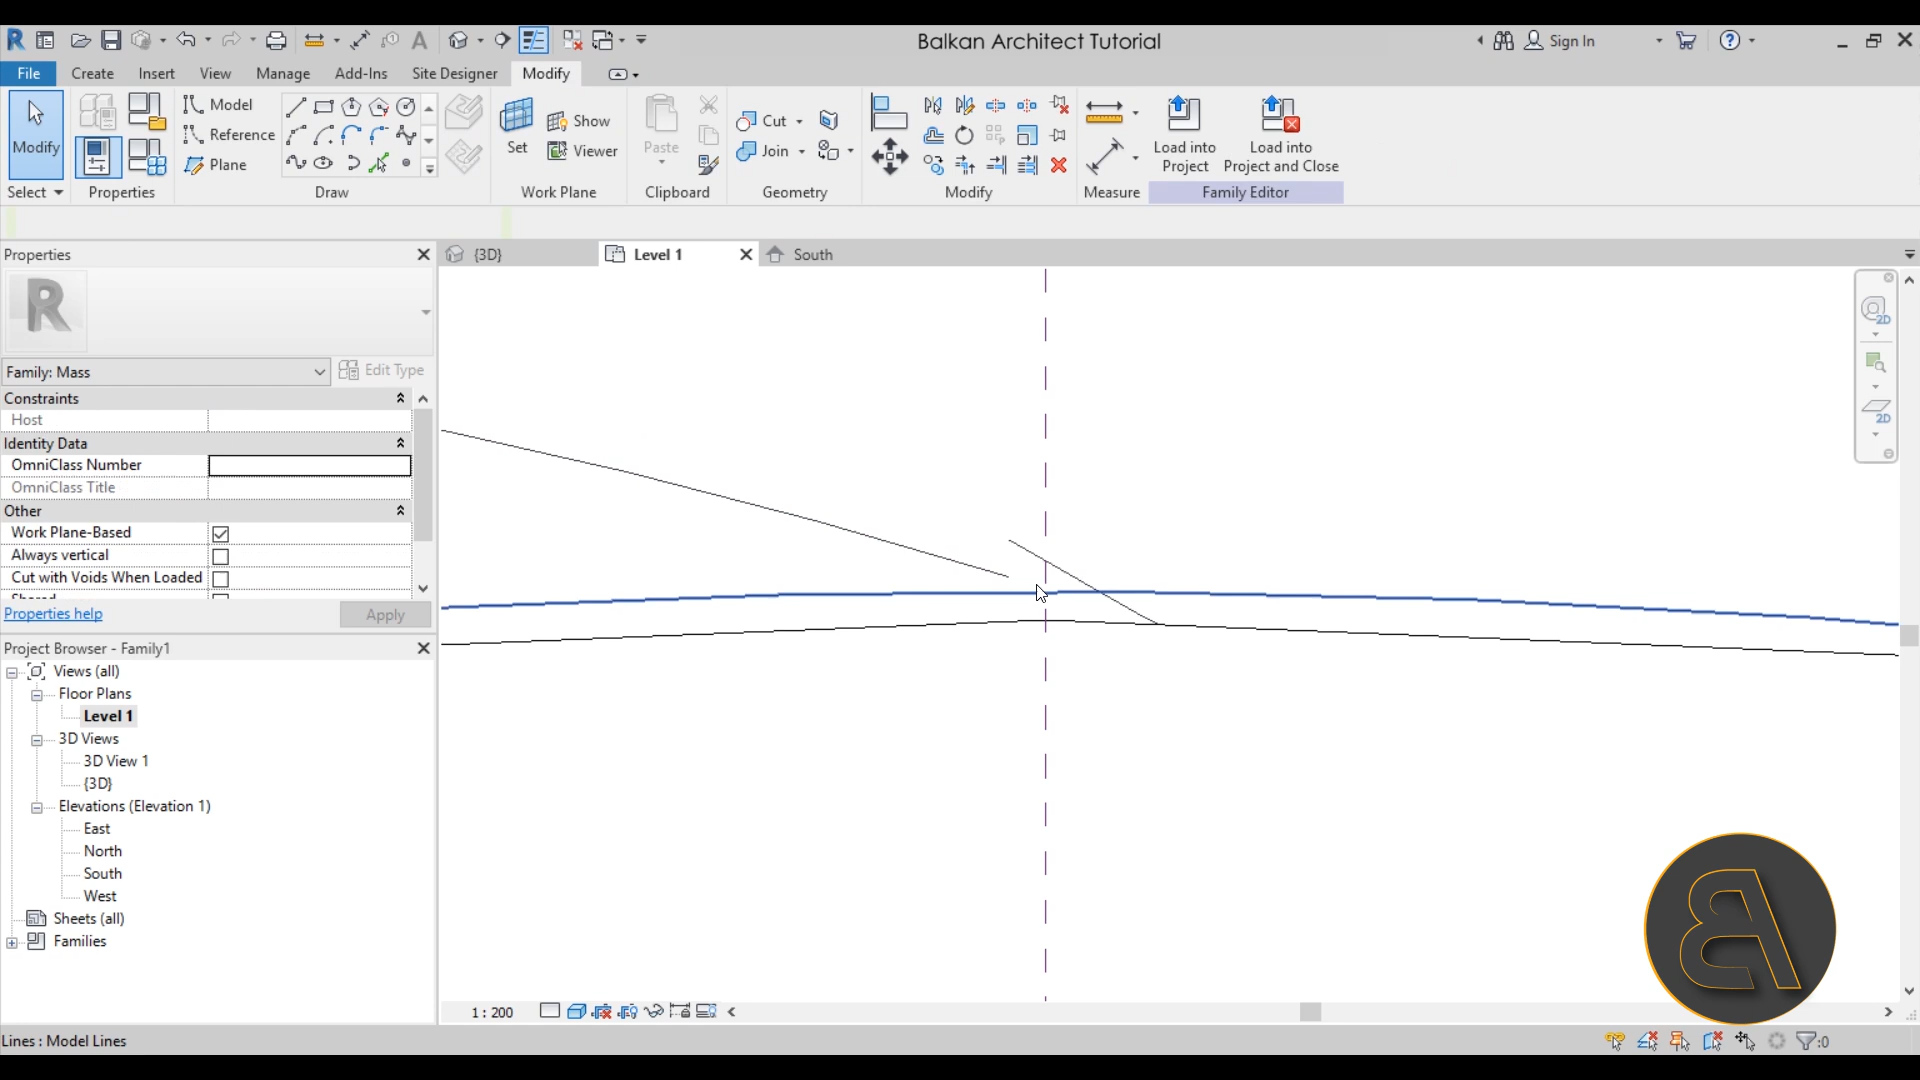 Balkan Architect Tutorial
Sign In
File
Create
Insert
View
Manage
Add-Ins
Site Designer
Modify
Modify
Select
Properties
Model
Reference
Plane
Draw
Set
Show
Viewer
Work Plane
Paste
Clipboard
Cut
Join
Geometry
Modify
Measure
Load into
Project
Load into
Project and Close
Family Editor
Properties
{3D}
Level 1
South
Family: Mass
Edit Type
Constraints
Host
Identity Data
OmniClass Number
OmniClass Title
Other
Work Plane-Based
Always vertical
Cut with Voids When Loaded
Properties help
Apply
Project Browser - Family1
Views (all)
Floor Plans
Level 1
3D Views
3D View 1
{3D}
Elevations (Elevation 1)
East
North
South
West
Sheets (all)
Families
2D
2D
1 : 200
Lines : Model Lines
:0